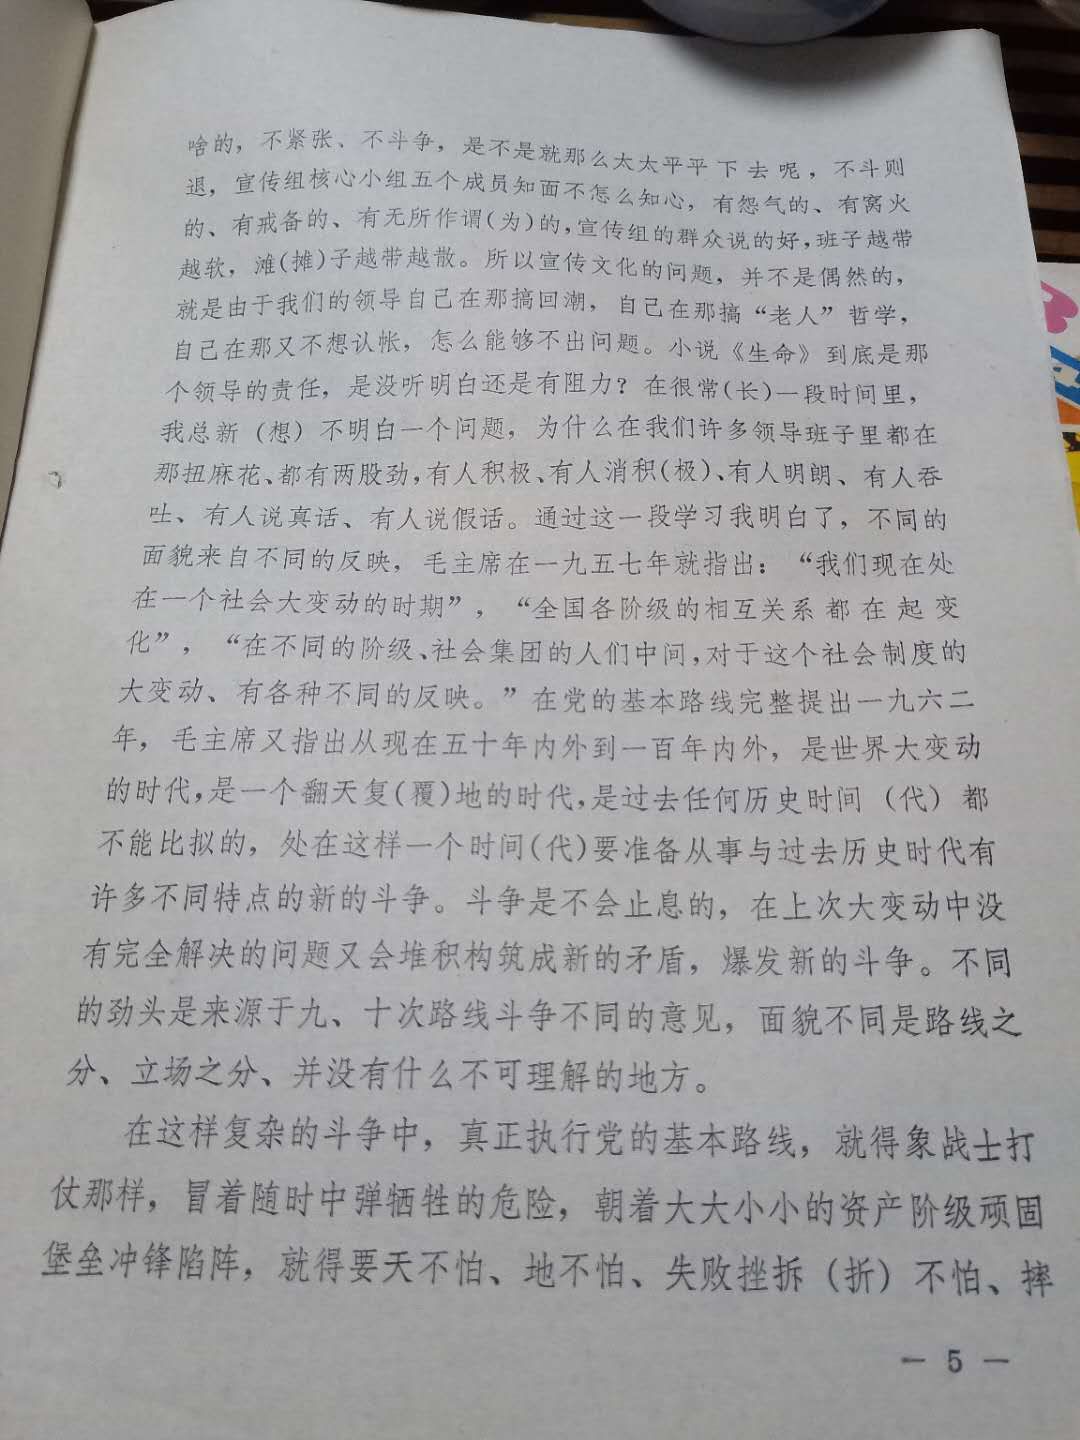 啥的，不紧张、不斗争，是不是就那么太太平平下去呢，不斗则
退，宣传组核心小组五个成员知面不怎么知心，有怨气的、有窝火
的、有戒备的、有无所作谓(为)的，宣传组的群众说的好，班子越带
越软，滩(摊)子越带越散。所以宣传文化的问题，并不是偶然的，
就是由于我们的领导自己在那搞回潮，自己在那搞“老人”哲学，
自己在那又不想认帐，怎么能够不出问题。小说《生命》到底是那
个领导的责任，是没听明白还是有阻力？在很常(长)一段时间里，
我总新（想）不明白一个问题，为什么在我们许多领导班子里都在
那扭麻花、都有两股劲，有人积极、有人消积(极)、有人明朗、有人吞
吐、有人说真话、有人说假话。通过这一段学习我明白了，不同的
面貌来自不同的反映，毛主席在一九五七年就指出：“我们现在处
在一个社会大变动的时期”，“全国各阶级的相互关系都在起变
化”，“在不同的阶级、社会集团的人们中间，对于这个社会制度的
大变动、有各种不同的反映。”在党的基本路线完整提出一九六二
年，毛主席又指出从现在五十年内外到一百年内外，是世界大变动
的时代，是一个翻天复(覆)地的时代，是过去任何历史时间（代）都
不能比拟的，处在这样一个时间(代)要准备从事与过去历史时代有
许多不同特点的新的斗争。斗争是不会止息的，在上次大变动中没
有完全解决的问题又会堆积构筑成新的矛盾，爆发新的斗争。不同
的劲头是来源于九、十次路线斗争不同的意见，面貌不同是路线之
分、立场之分、并没有什么不可理解的地方。
在这样复杂的斗争中，真正执行党的基本路线，就得象战士打
仗那样，冒着随时中弹牺牲的危险，朝着大大小小的资产阶级顽固
堡垒冲锋陷阵，就得要天不怕、地不怕、失败挫拆（折）不怕、摔
— 5 —